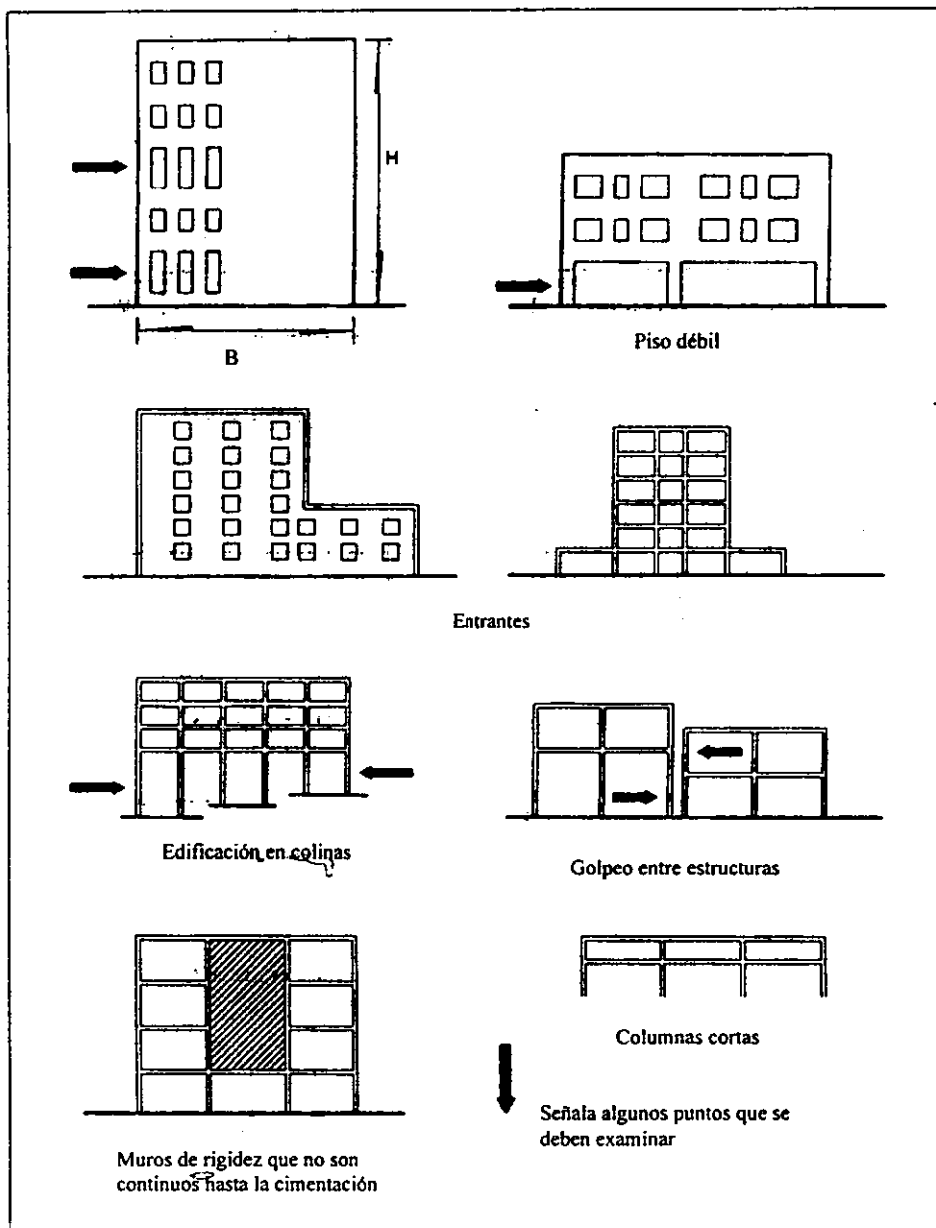 H
B
Piso débil
Entrantes
Edificación en colinas
Golpeo entre estructuras
Columnas cortas
Señala algunos puntos que se
deben examinar
Muros de rigidez que no son
continuos hasta la cimentación